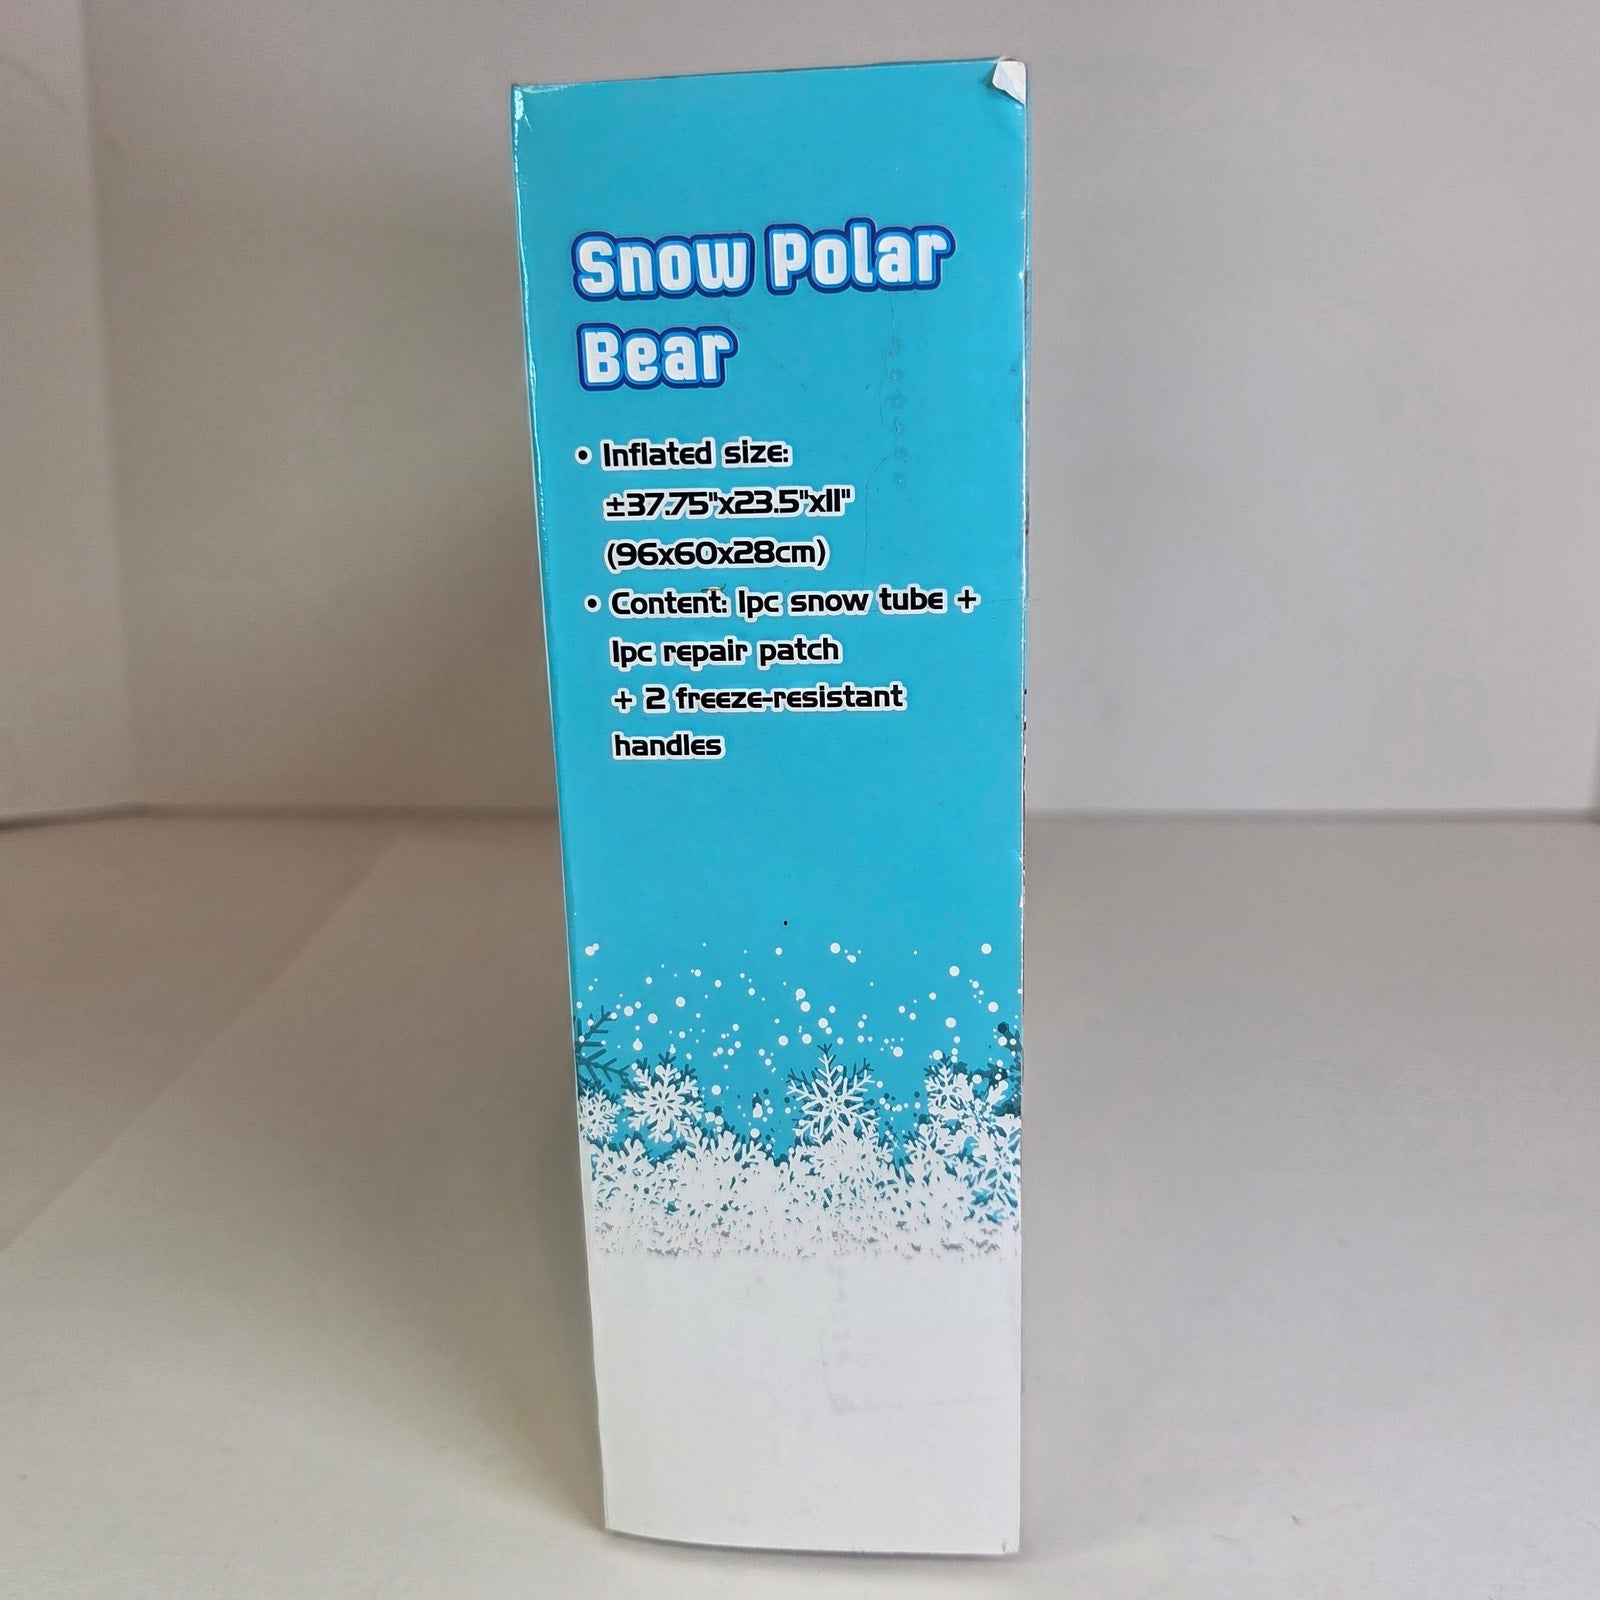 Snow Polar
Bear
• Inflated size:
±37.75"x23.5"x11"
(96x60x28cm)
• Content: 1pc snow tube +
1pc repair patch
+ 2 freeze-resistant
handles